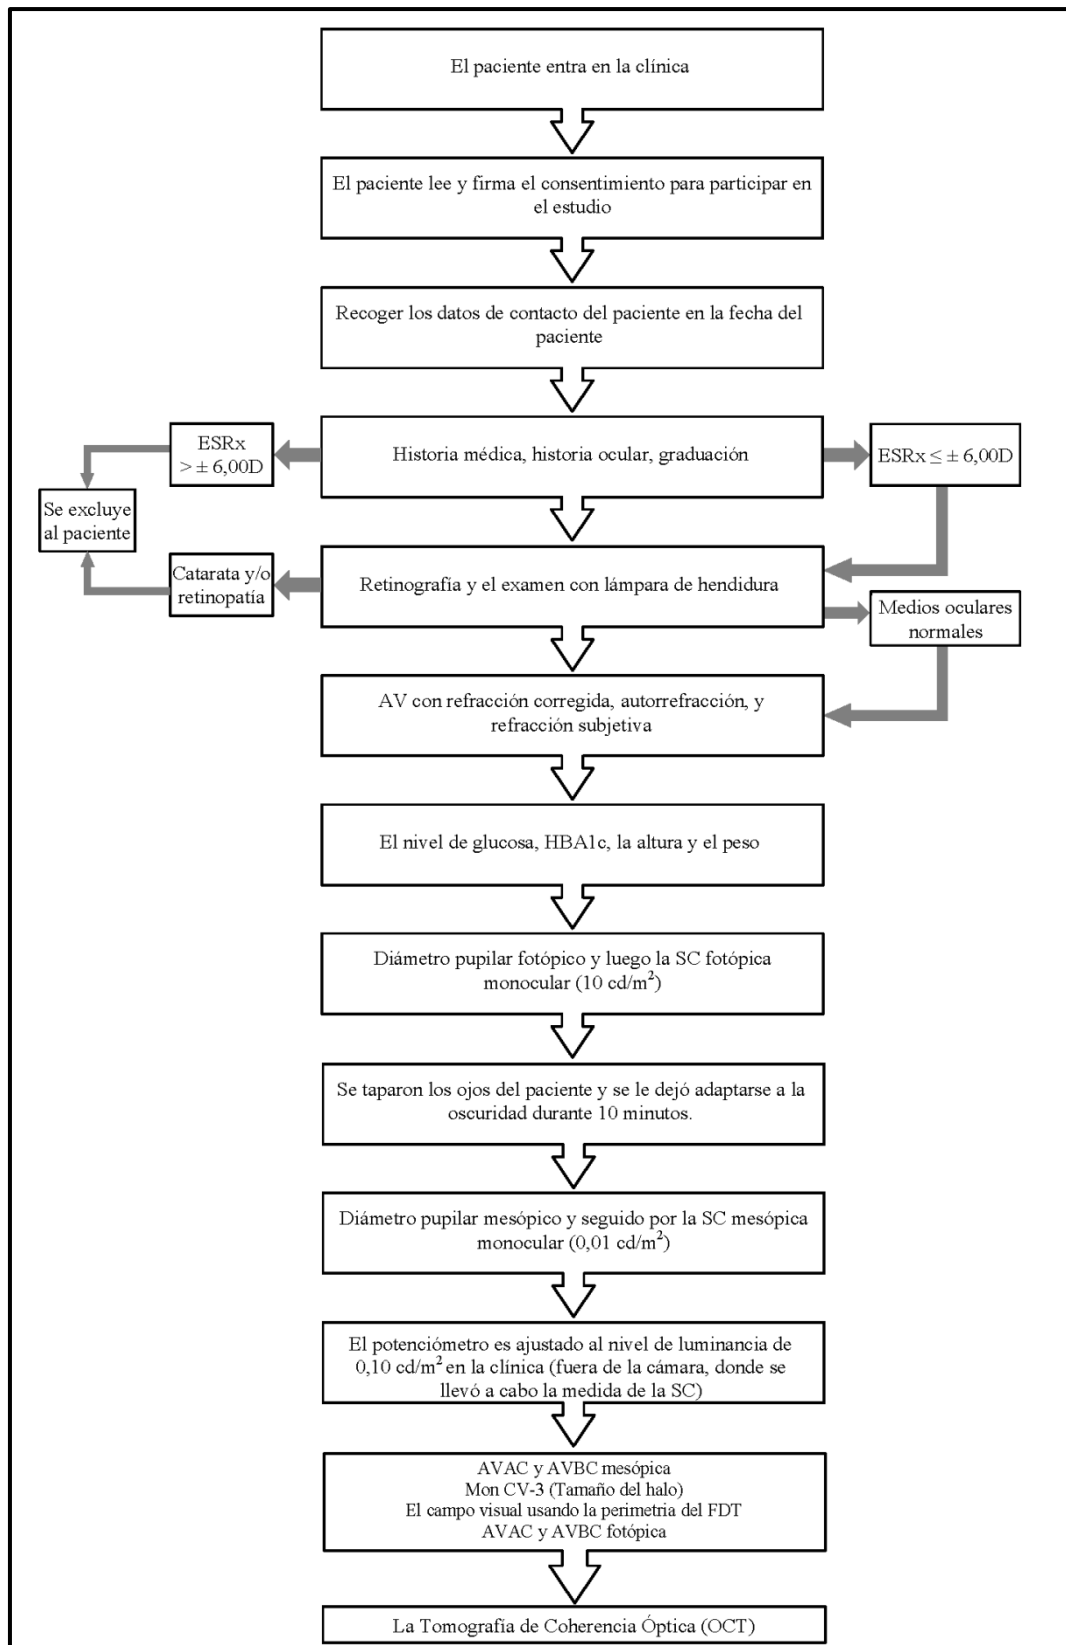 El paciente entra en la clínica
El paciente lee y firma el consentimiento para participar en
el estudio
Recoger los datos de contacto del paciente en la fecha del
paciente
ESRx
> ± 6,00D
Historia médica, historia ocular, graduación
ESRx ≤ ± 6,00D
Se excluye
al paciente
Catarata y/o
retinopatía
Retinografía y el examen con lámpara de hendidura
Medios oculares
normales
AV con refracción corregida, autorrefracción, y
refracción subjetiva
El nivel de glucosa, HBA1c, la altura y el peso
Diámetro pupilar fotópico y luego la SC fotópica
monocular (10 cd/m²)
Se taparon los ojos del paciente y se le dejó adaptarse a la
oscuridad durante 10 minutos.
Diámetro pupilar mesópico y seguido por la SC mesópica
monocular (0,01 cd/m²)
El potenciómetro es ajustado al nivel de luminancia de
0,10 cd/m² en la clínica (fuera de la cámara, donde se
llevó a cabo la medida de la SC)
AVAC y AVBC mesópica
Mon CV-3 (Tamaño del halo)
El campo visual usando la perimetria del FDT
AVAC y AVBC fotópica
La Tomografía de Coherencia Óptica (OCT)